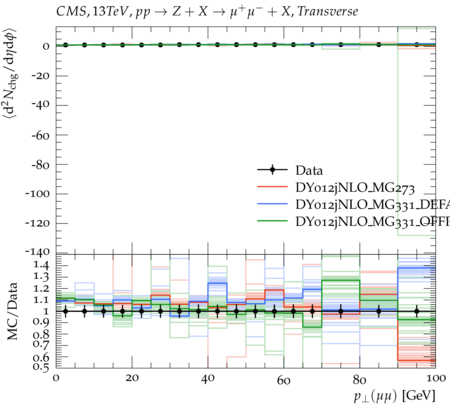 CMS, 13TeV, pp → Z + X → μ⁺μ⁻ + X, Transverse
⟨d²N_chg/dηdϕ⟩
0
-20
-40
-60
-80
-100
-120
-140
Data
DY012jNLO_MG273
DY012jNLO_MG331_DEFA
DY012jNLO_MG331_OFFF
MC/Data
1.4
1.3
1.2
1.1
1
0.9
0.8
0.7
0.6
0.5
0 20 40 60 80 100
p⊥(μμ) [GeV]